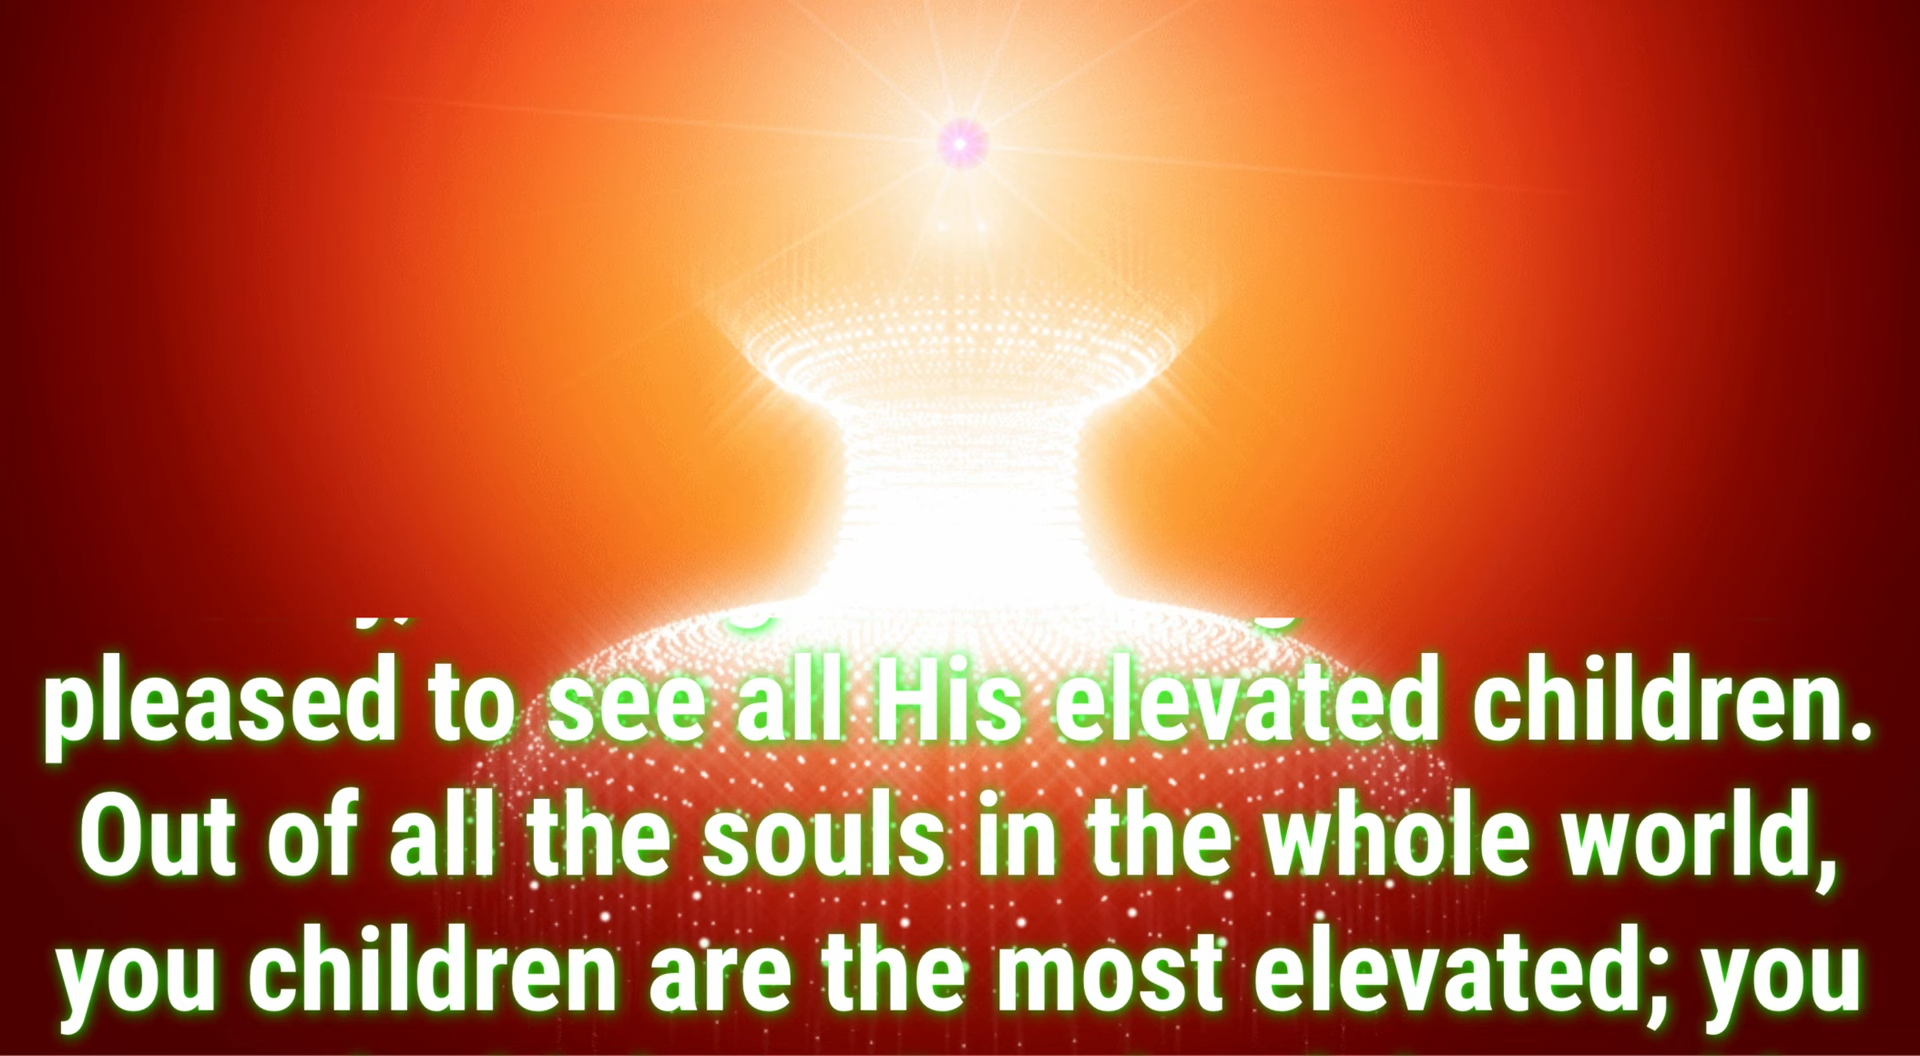 pleased to see all His elevated children.
Out of all the souls in the whole world,
you children are the most elevated; you